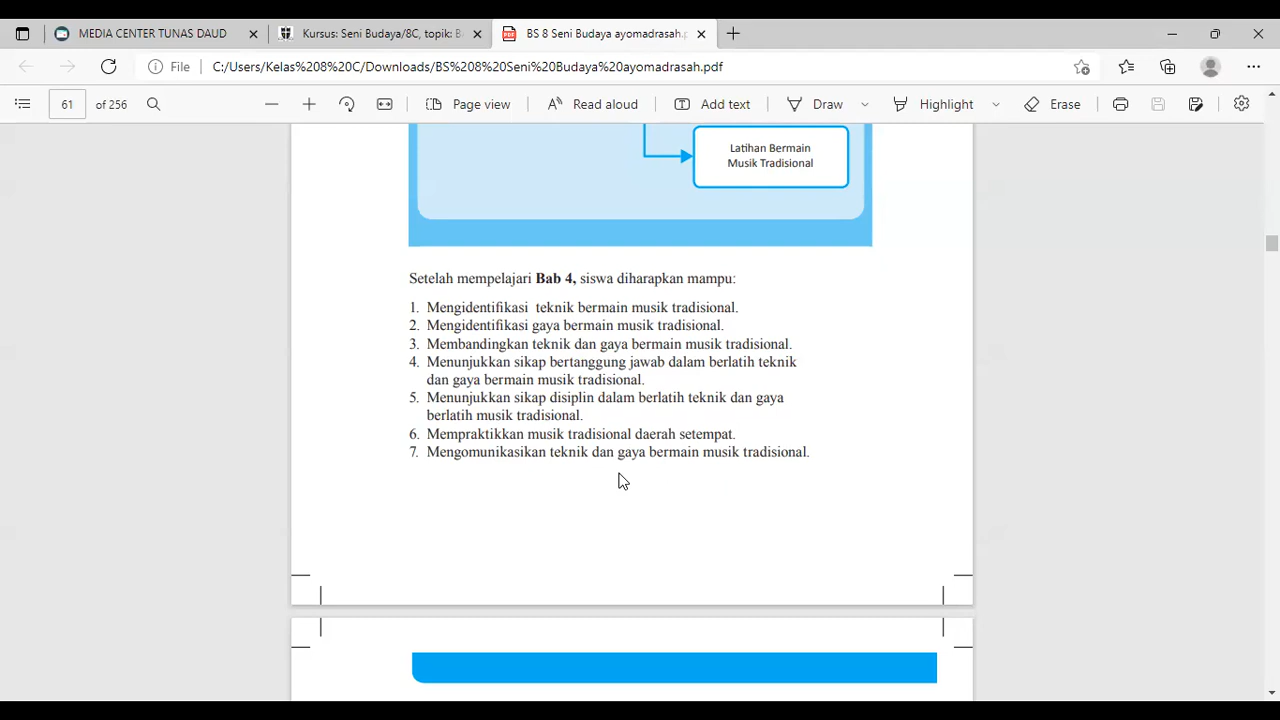 MEDIA CENTER TUNAS DAUD
Kursus: Seni Budaya/8C, topik: B
BS 8 Seni Budaya ayomadrasah.p
File C:/Users/Kelas%208%20C/Downloads/BS%208%20Seni%20Budaya%20ayomadrasah.pdf
61 of 256 Page view Read aloud Add text Draw Highlight Erase
Latihan Bermain
Musik Tradisional
Setelah mempelajari Bab 4, siswa diharapkan mampu:
1. Mengidentifikasi teknik bermain musik tradisional.
2. Mengidentifikasi gaya bermain musik tradisional.
3. Membandingkan teknik dan gaya bermain musik tradisional.
4. Menunjukkan sikap bertanggung jawab dalam berlatih teknik
dan gaya bermain musik tradisional.
5. Menunjukkan sikap disiplin dalam berlatih teknik dan gaya
berlatih musik tradisional.
6. Mempraktikkan musik tradisional daerah setempat.
7. Mengomunikasikan teknik dan gaya bermain musik tradisional.